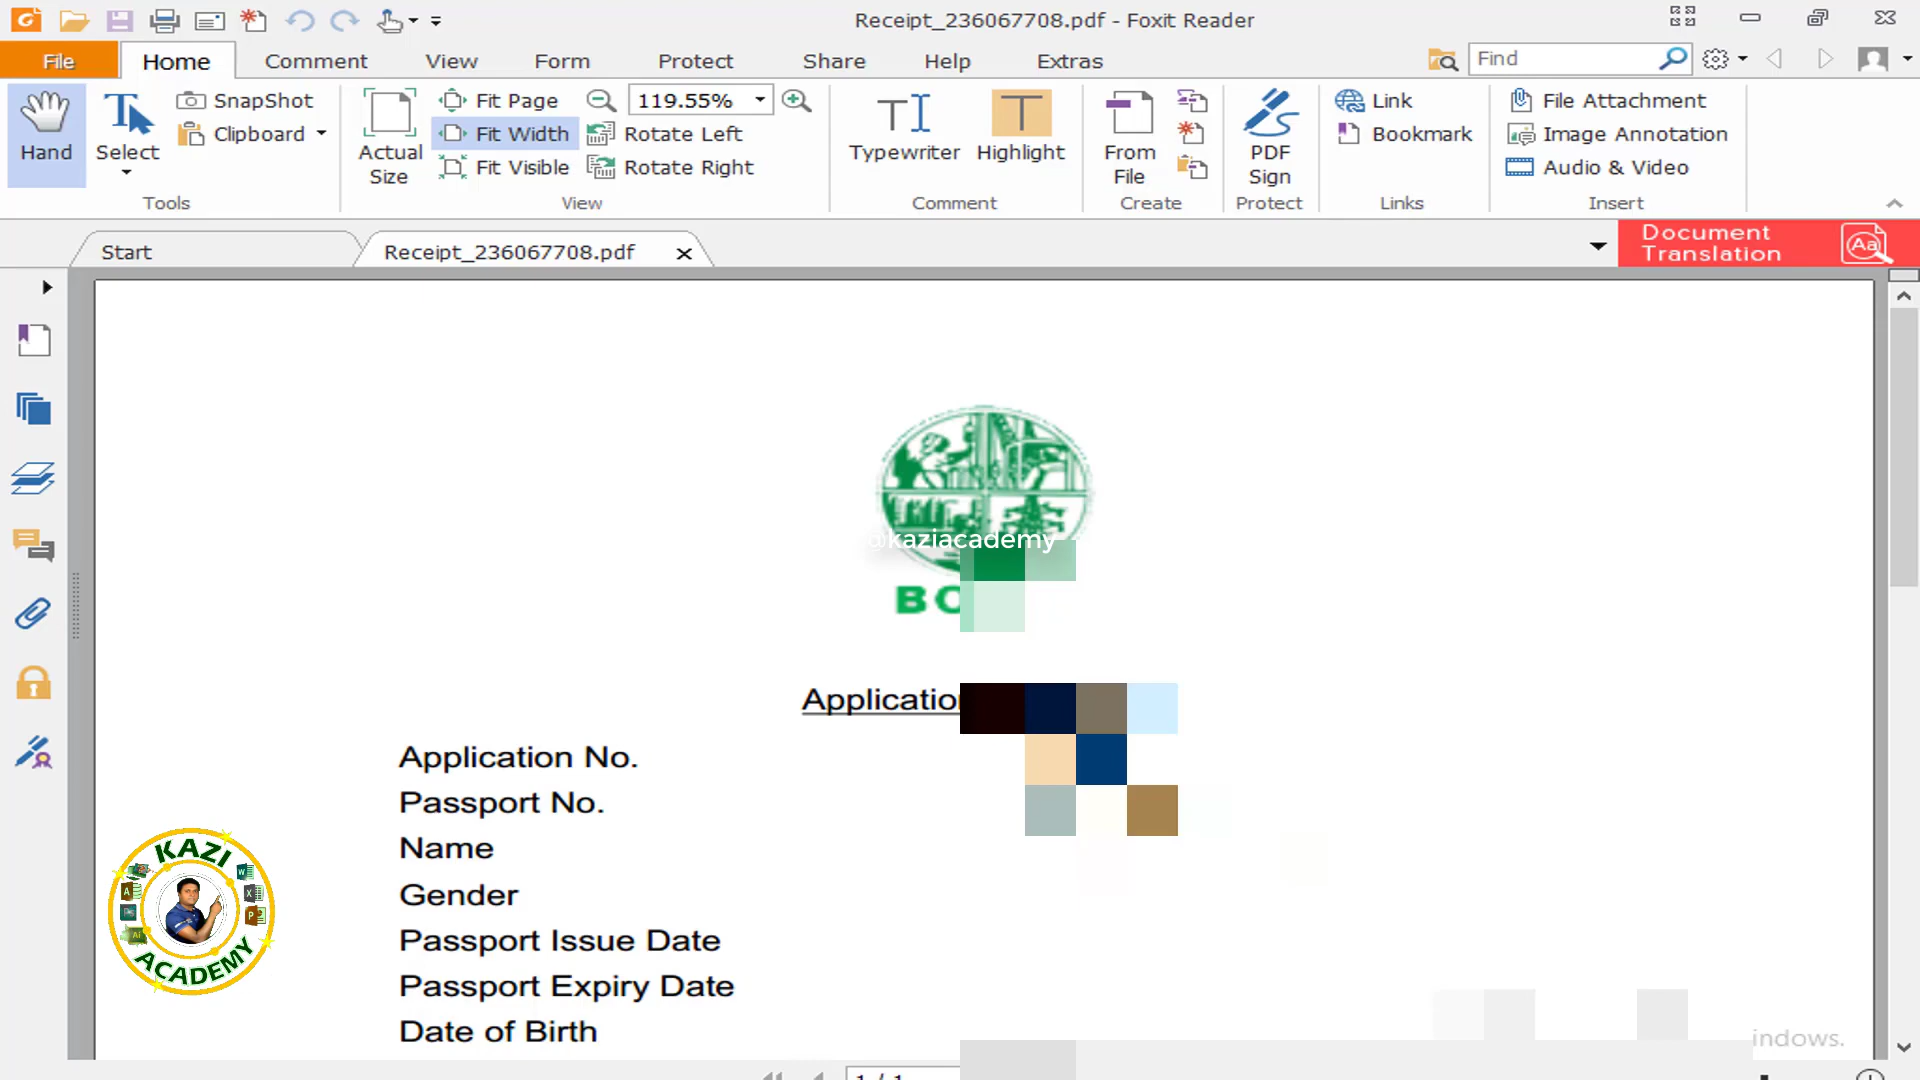 Receipt_236067708.pdf - Foxit Reader
File Home Comment View Form Protect Share Help Extras
Find
Hand
Select
SnapShot
Clipboard
Tools
Actual
Size
Fit Page
Fit Width
Fit Visible
119.55%
Rotate Left
Rotate Right
View
Typewriter
Highlight
Comment
From
File
Create
PDF
Sign
Protect
Link
Bookmark
Links
File Attachment
Image Annotation
Audio & Video
Insert
Start
Receipt_236067708.pdf
Document
Translation
@kaziacademy
Application No.
Passport No.
Name
Gender
Passport Issue Date
Passport Expiry Date
Date of Birth
KAZI
ACADEMY